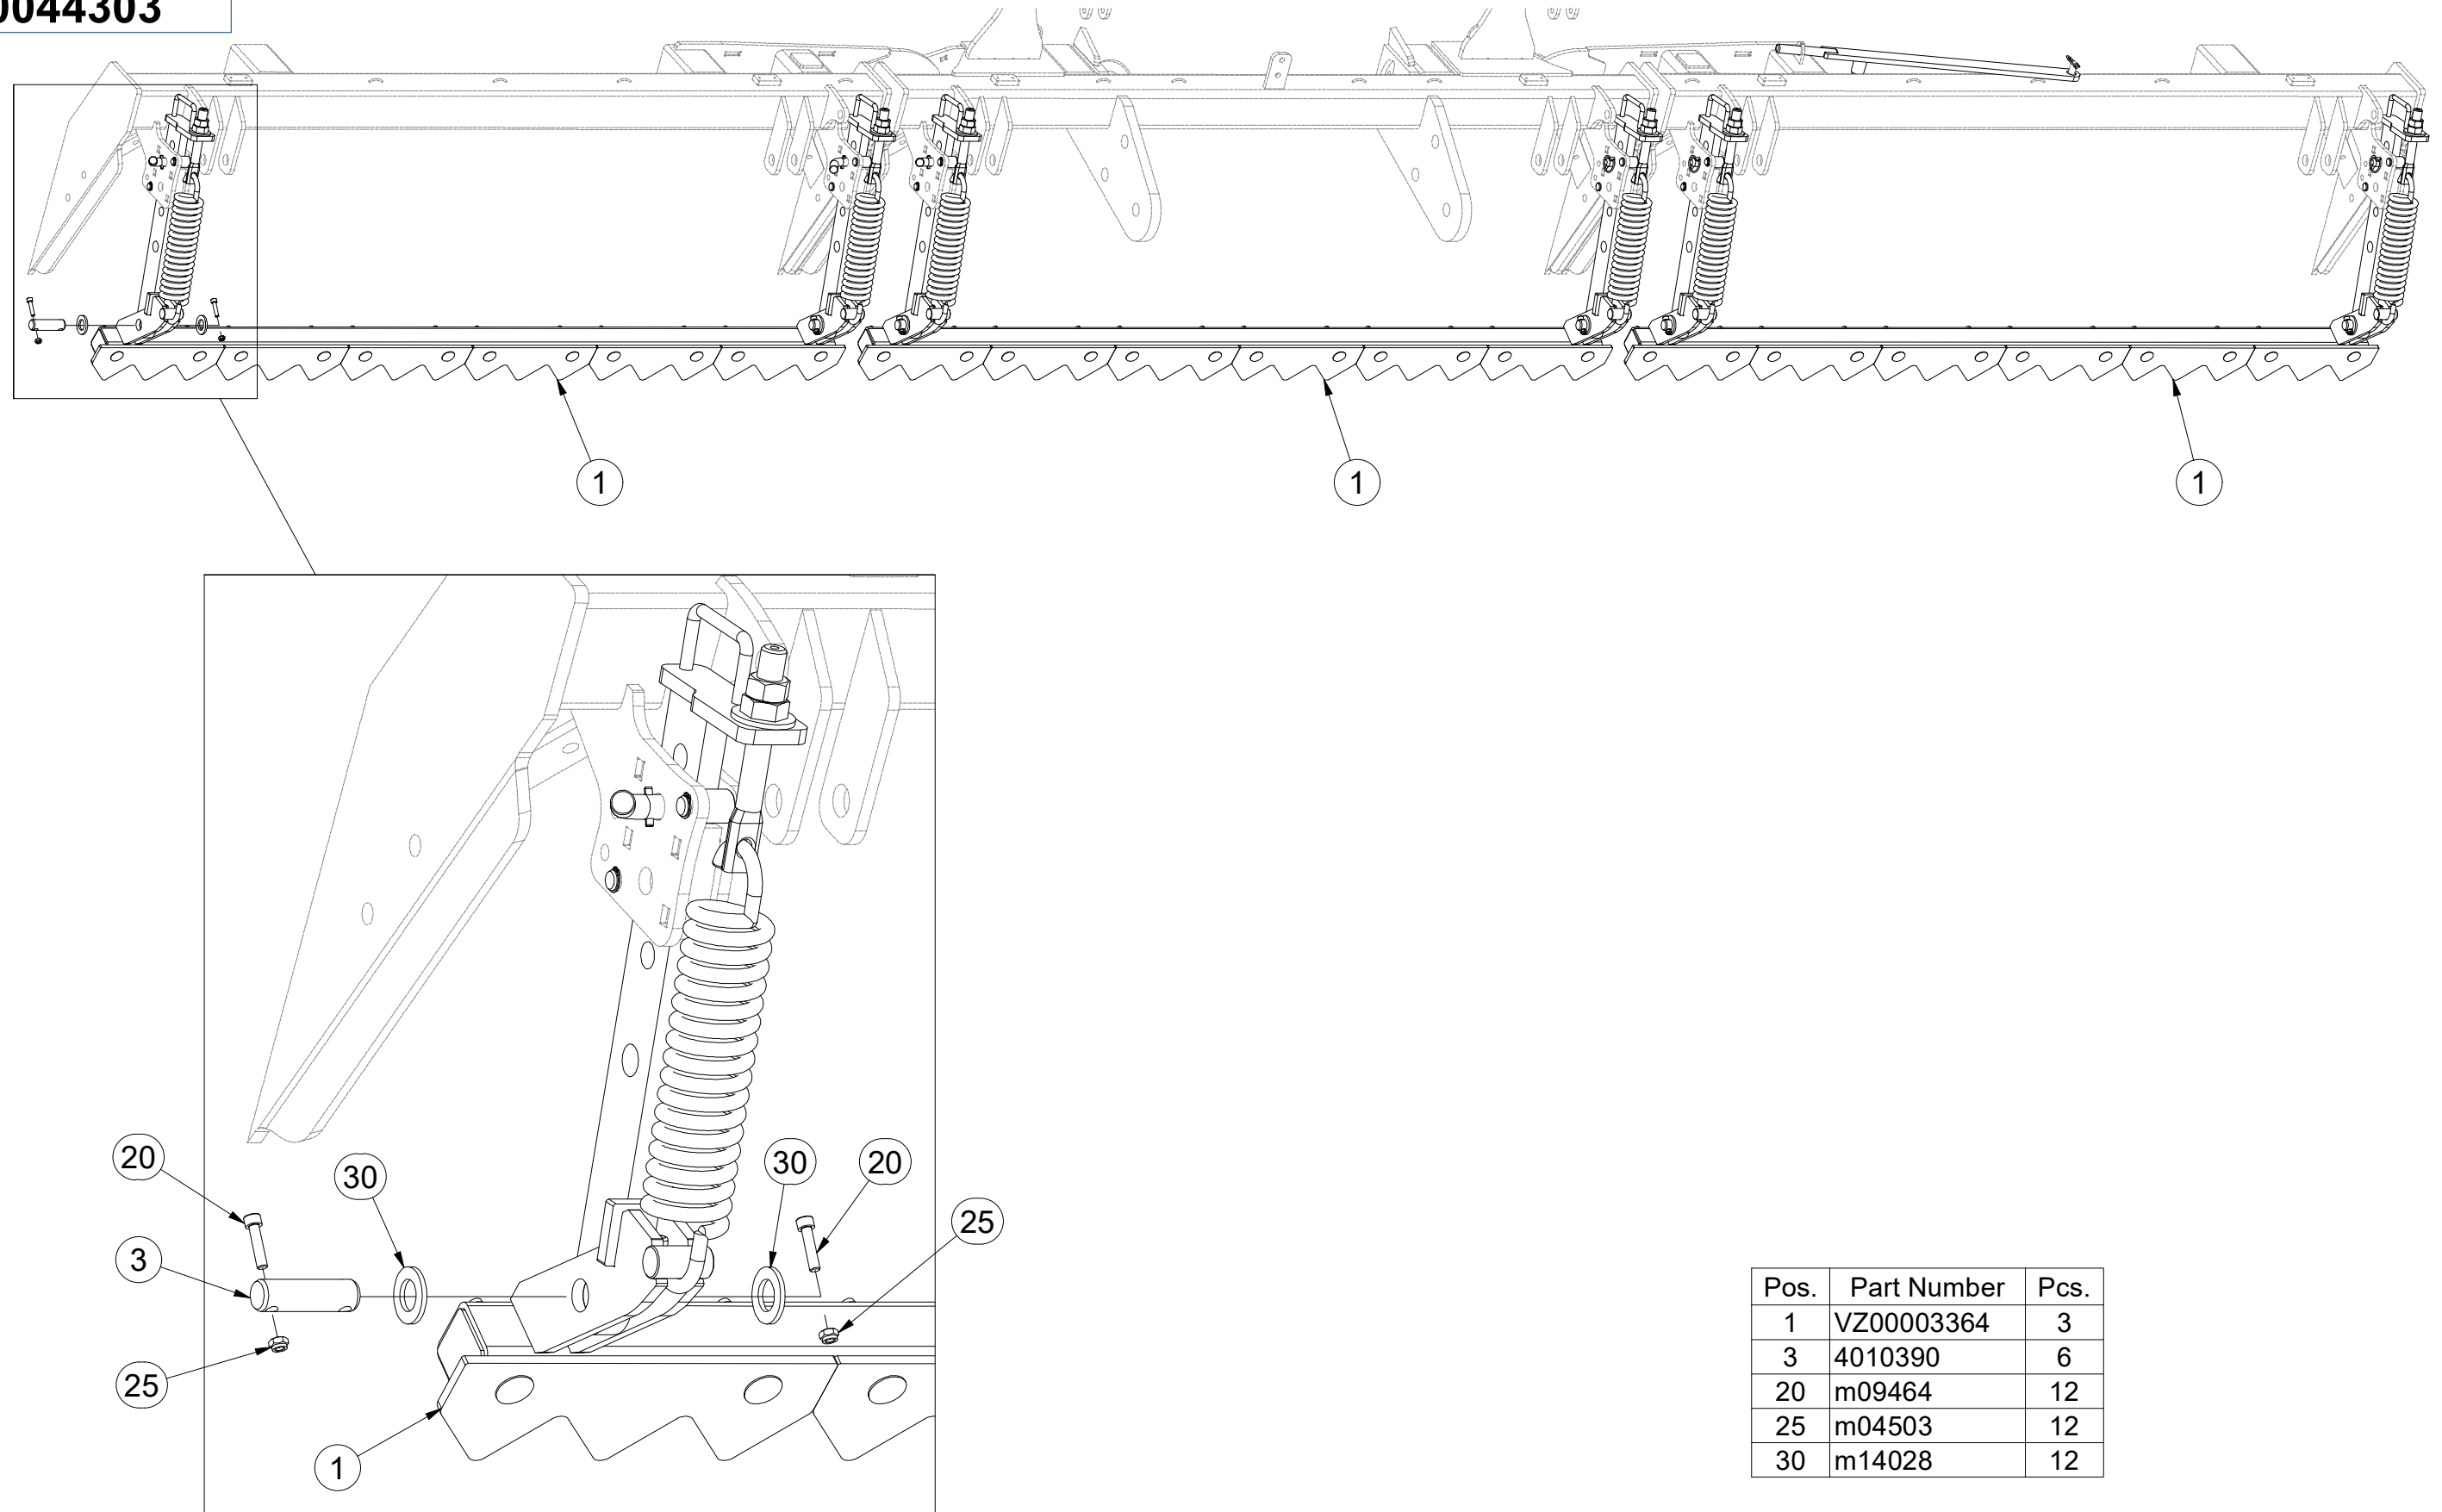 0044303
1 1 1
20 30 30 20
25
3
25
1
Pos. Part Number Pcs.
1 VZ00003364 3
3 4010390 6
20 m09464 12
25 m04503 12
30 m14028 12